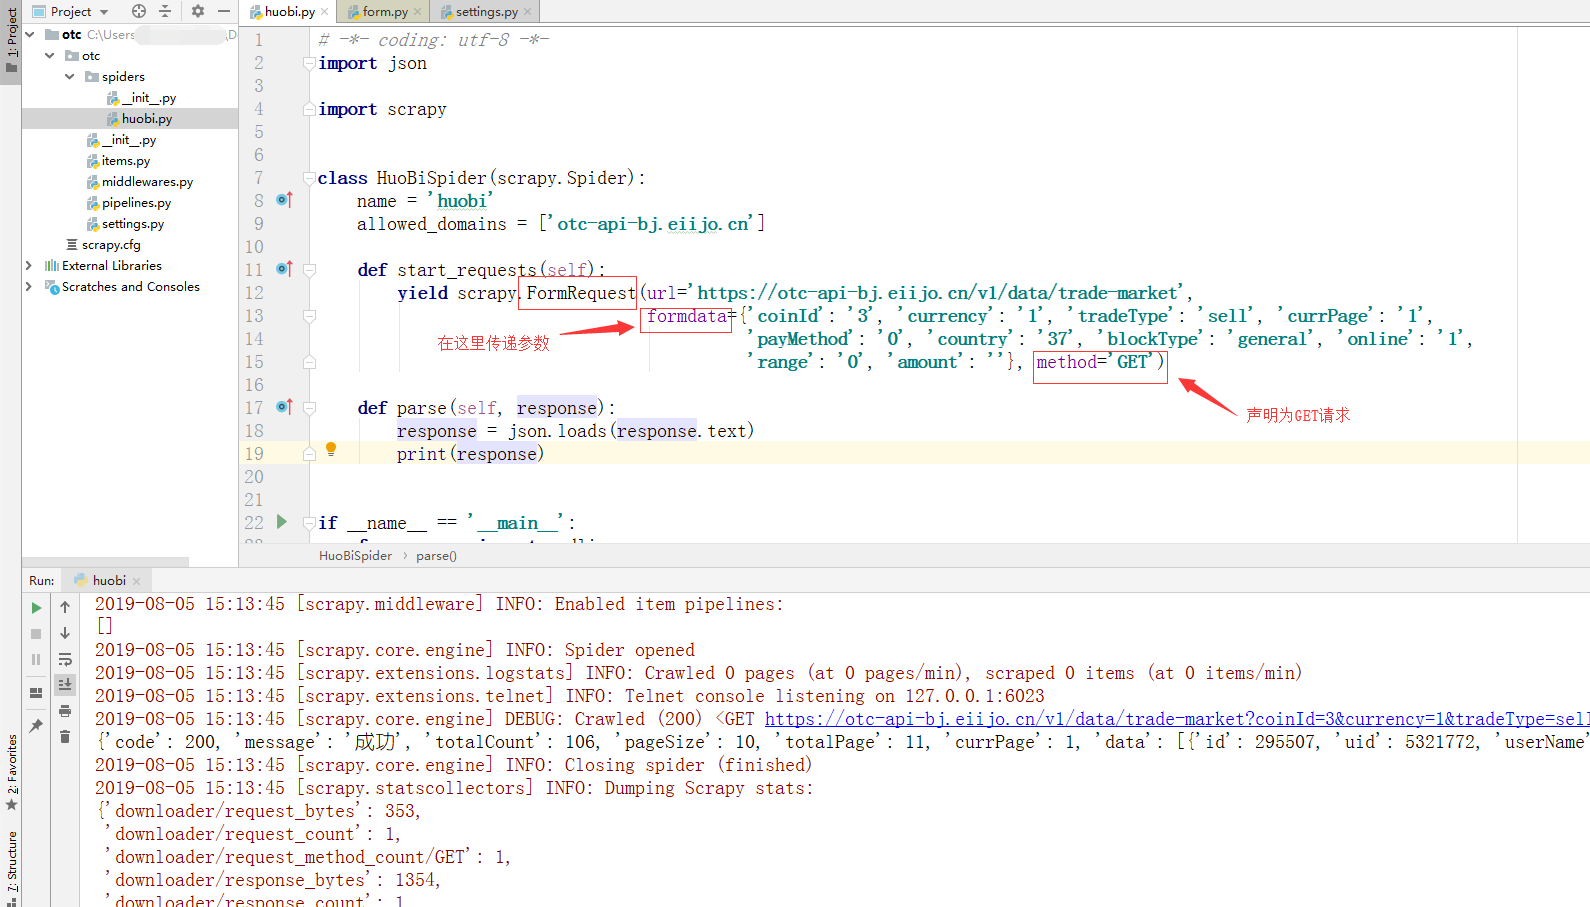 Project
huobi.py
form.py
settings.py
1: Project
otc C:\Users \D
otc
spiders
__init__.py
huobi.py
__init__.py
items.py
middlewares.py
pipelines.py
settings.py
scrapy.cfg
External Libraries
Scratches and Consoles
1 # -*- coding: utf-8 -*-
2 import json
3
4 import scrapy
5
6
7 class HuoBiSpider(scrapy.Spider):
8 name = 'huobi'
9 allowed_domains = ['otc-api-bj.eiijo.cn']
10
11 def start_requests(self):
12 yield scrapy.FormRequest(url='https://otc-api-bj.eiijo.cn/v1/data/trade-market',
13 formdata={'coinId': '3', 'currency': '1', 'tradeType': 'sell', 'currPage': '1',
在这里传递参数
14 'payMethod': '0', 'country': '37', 'blockType': 'general', 'online': '1',
15 'range': '0', 'amount': ''}, method='GET')
16
声明为GET请求
17 def parse(self, response):
18 response = json.loads(response.text)
19 print(response)
20
21
22 if __name__ == '__main__':
HuoBiSpider › parse()
Run: huobi
2019-08-05 15:13:45 [scrapy.middleware] INFO: Enabled item pipelines:
[]
2019-08-05 15:13:45 [scrapy.core.engine] INFO: Spider opened
2019-08-05 15:13:45 [scrapy.extensions.logstats] INFO: Crawled 0 pages (at 0 pages/min), scraped 0 items (at 0 items/min)
2019-08-05 15:13:45 [scrapy.extensions.telnet] INFO: Telnet console listening on 127.0.0.1:6023
2019-08-05 15:13:45 [scrapy.core.engine] DEBUG: Crawled (200) <GET https://otc-api-bj.eiijo.cn/v1/data/trade-market?coinId=3&currency=1&tradeType=sell
{'code': 200, 'message': '成功', 'totalCount': 106, 'pageSize': 10, 'totalPage': 11, 'currPage': 1, 'data': [{'id': 295507, 'uid': 5321772, 'userName'
2019-08-05 15:13:45 [scrapy.core.engine] INFO: Closing spider (finished)
2019-08-05 15:13:45 [scrapy.statscollectors] INFO: Dumping Scrapy stats:
{'downloader/request_bytes': 353,
'downloader/request_count': 1,
'downloader/request_method_count/GET': 1,
'downloader/response_bytes': 1354,
'downloader/response_count': 1
2: Favorites
7: Structure